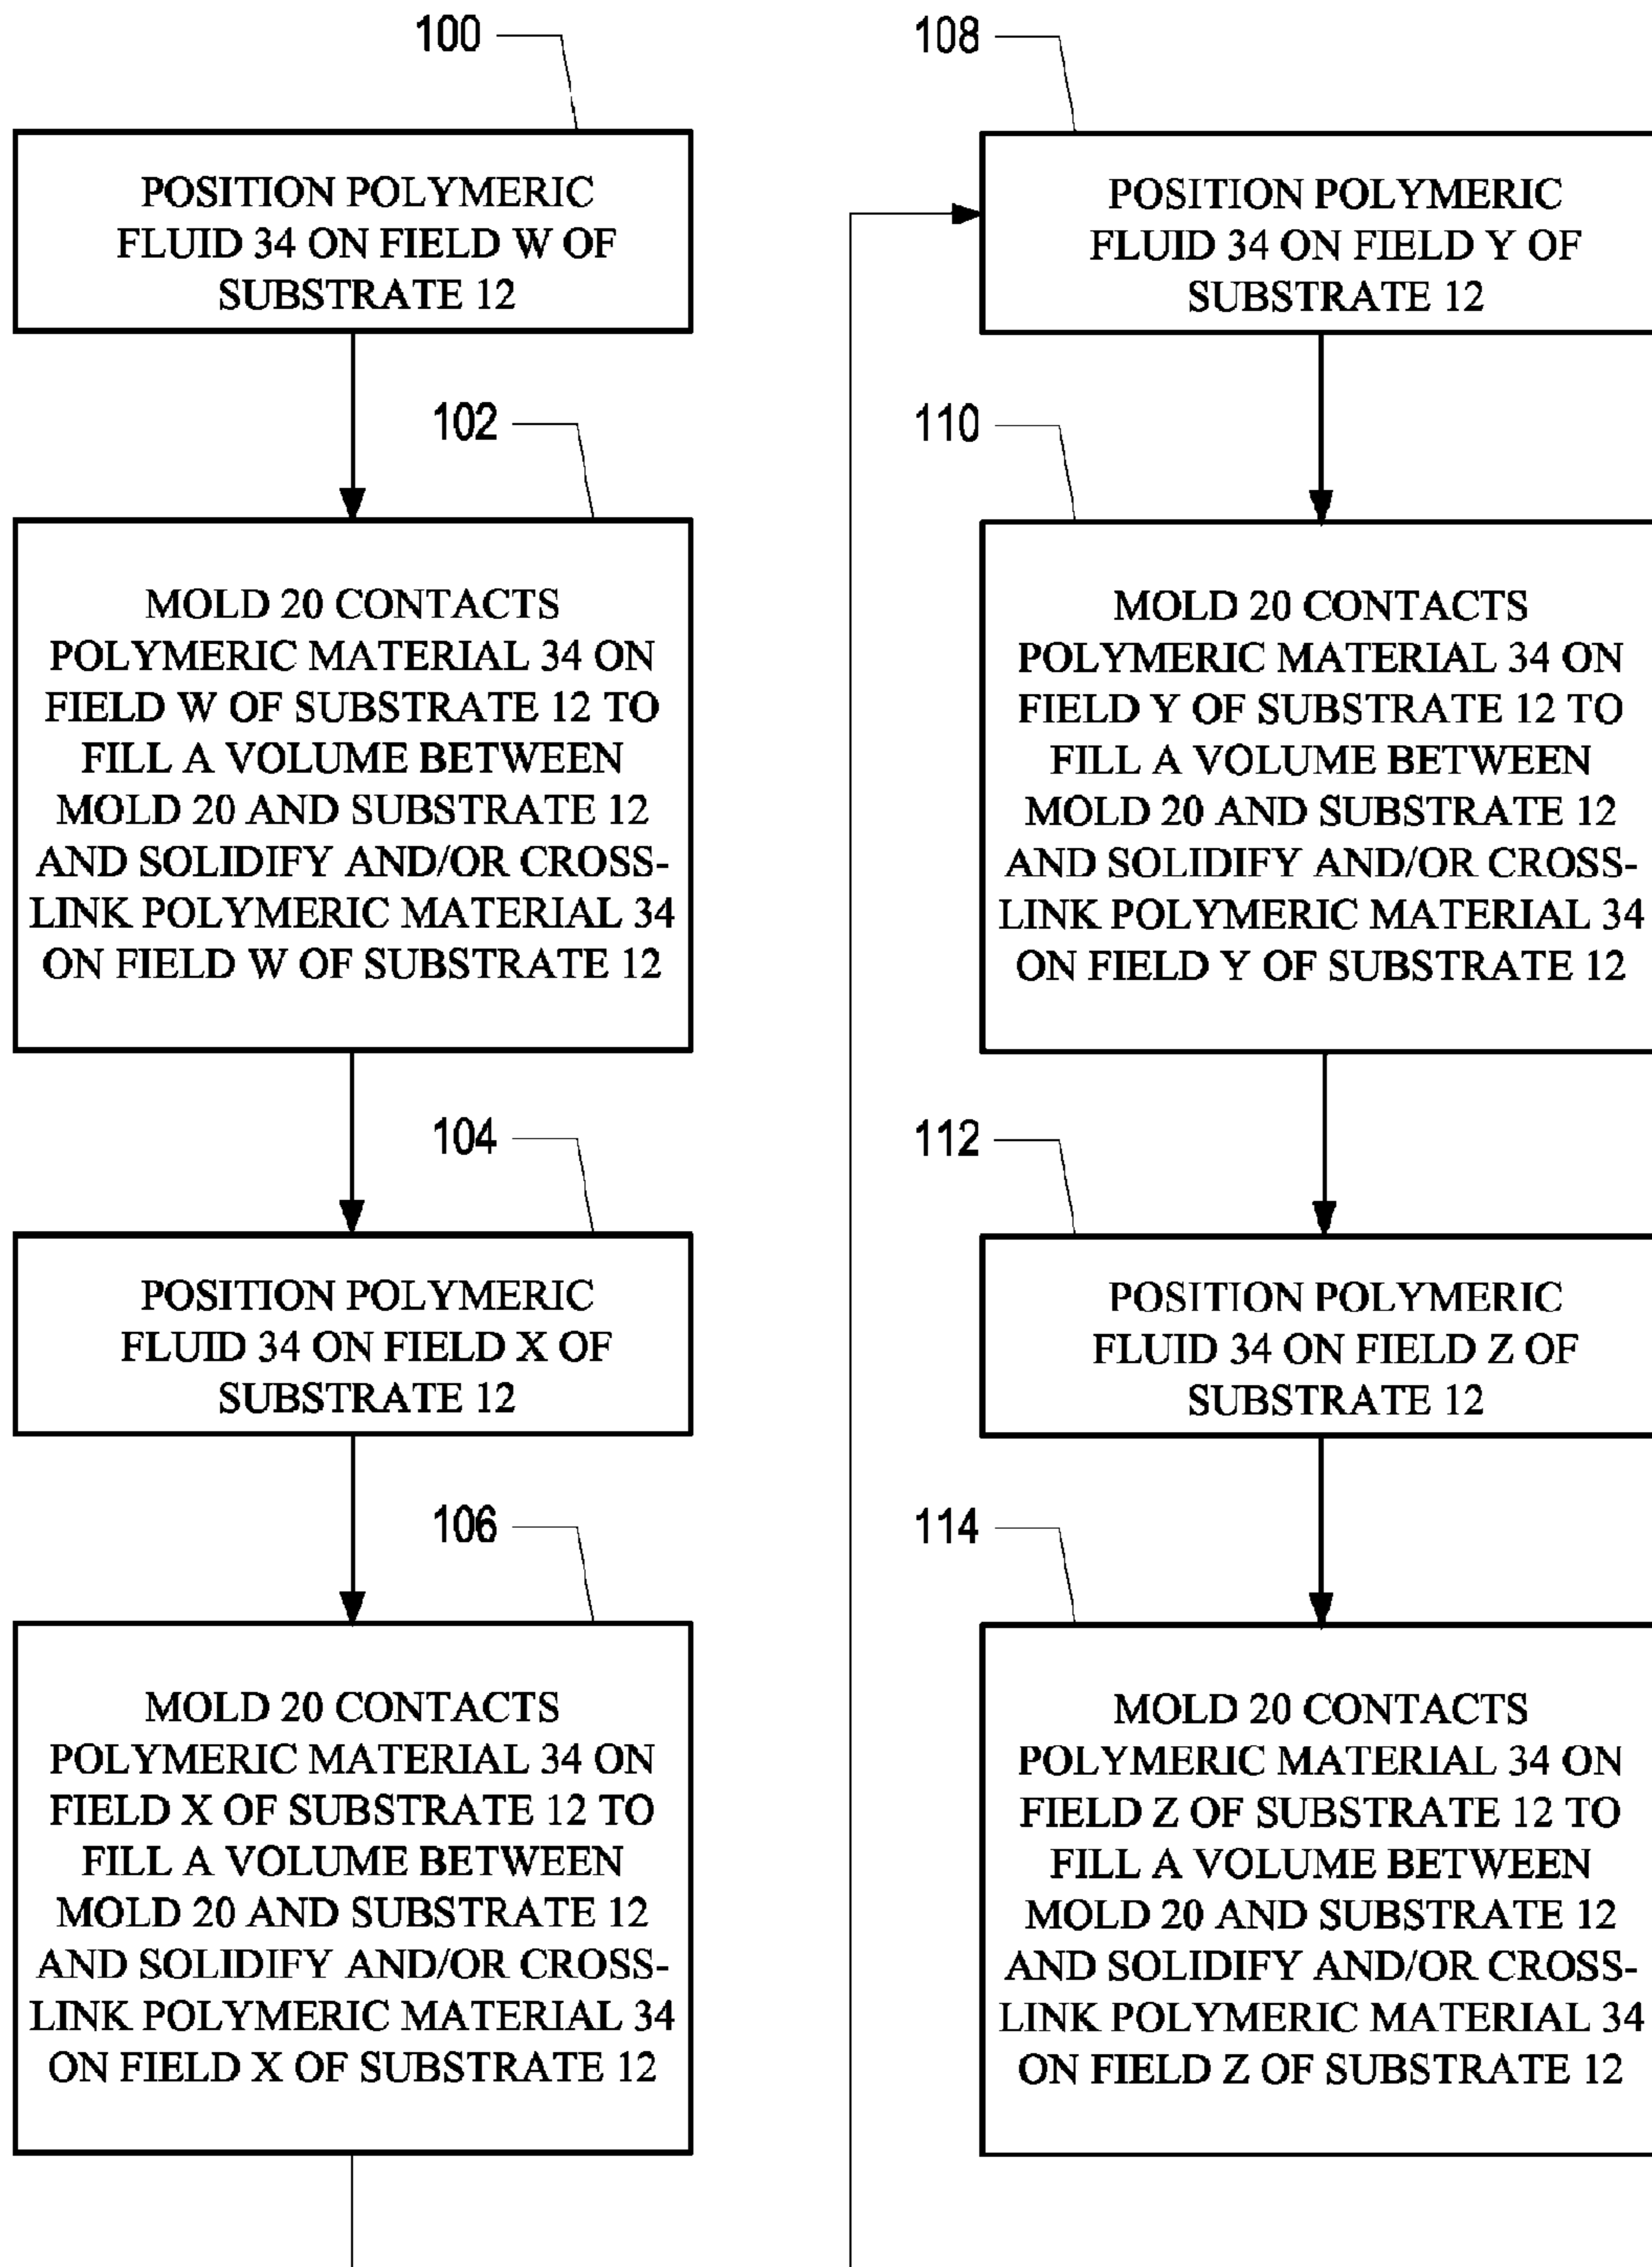 100
POSITION POLYMERIC
FLUID 34 ON FIELD W OF
SUBSTRATE 12
102
MOLD 20 CONTACTS
POLYMERIC MATERIAL 34 ON
FIELD W OF SUBSTRATE 12 TO
FILL A VOLUME BETWEEN
MOLD 20 AND SUBSTRATE 12
AND SOLIDIFY AND/OR CROSS-
LINK POLYMERIC MATERIAL 34
ON FIELD W OF SUBSTRATE 12
104
POSITION POLYMERIC
FLUID 34 ON FIELD X OF
SUBSTRATE 12
106
MOLD 20 CONTACTS
POLYMERIC MATERIAL 34 ON
FIELD X OF SUBSTRATE 12 TO
FILL A VOLUME BETWEEN
MOLD 20 AND SUBSTRATE 12
AND SOLIDIFY AND/OR CROSS-
LINK POLYMERIC MATERIAL 34
ON FIELD X OF SUBSTRATE 12
108
POSITION POLYMERIC
FLUID 34 ON FIELD Y OF
SUBSTRATE 12
110
MOLD 20 CONTACTS
POLYMERIC MATERIAL 34 ON
FIELD Y OF SUBSTRATE 12 TO
FILL A VOLUME BETWEEN
MOLD 20 AND SUBSTRATE 12
AND SOLIDIFY AND/OR CROSS-
LINK POLYMERIC MATERIAL 34
ON FIELD Y OF SUBSTRATE 12
112
POSITION POLYMERIC
FLUID 34 ON FIELD Z OF
SUBSTRATE 12
114
MOLD 20 CONTACTS
POLYMERIC MATERIAL 34 ON
FIELD Z OF SUBSTRATE 12 TO
FILL A VOLUME BETWEEN
MOLD 20 AND SUBSTRATE 12
AND SOLIDIFY AND/OR CROSS-
LINK POLYMERIC MATERIAL 34
ON FIELD Z OF SUBSTRATE 12